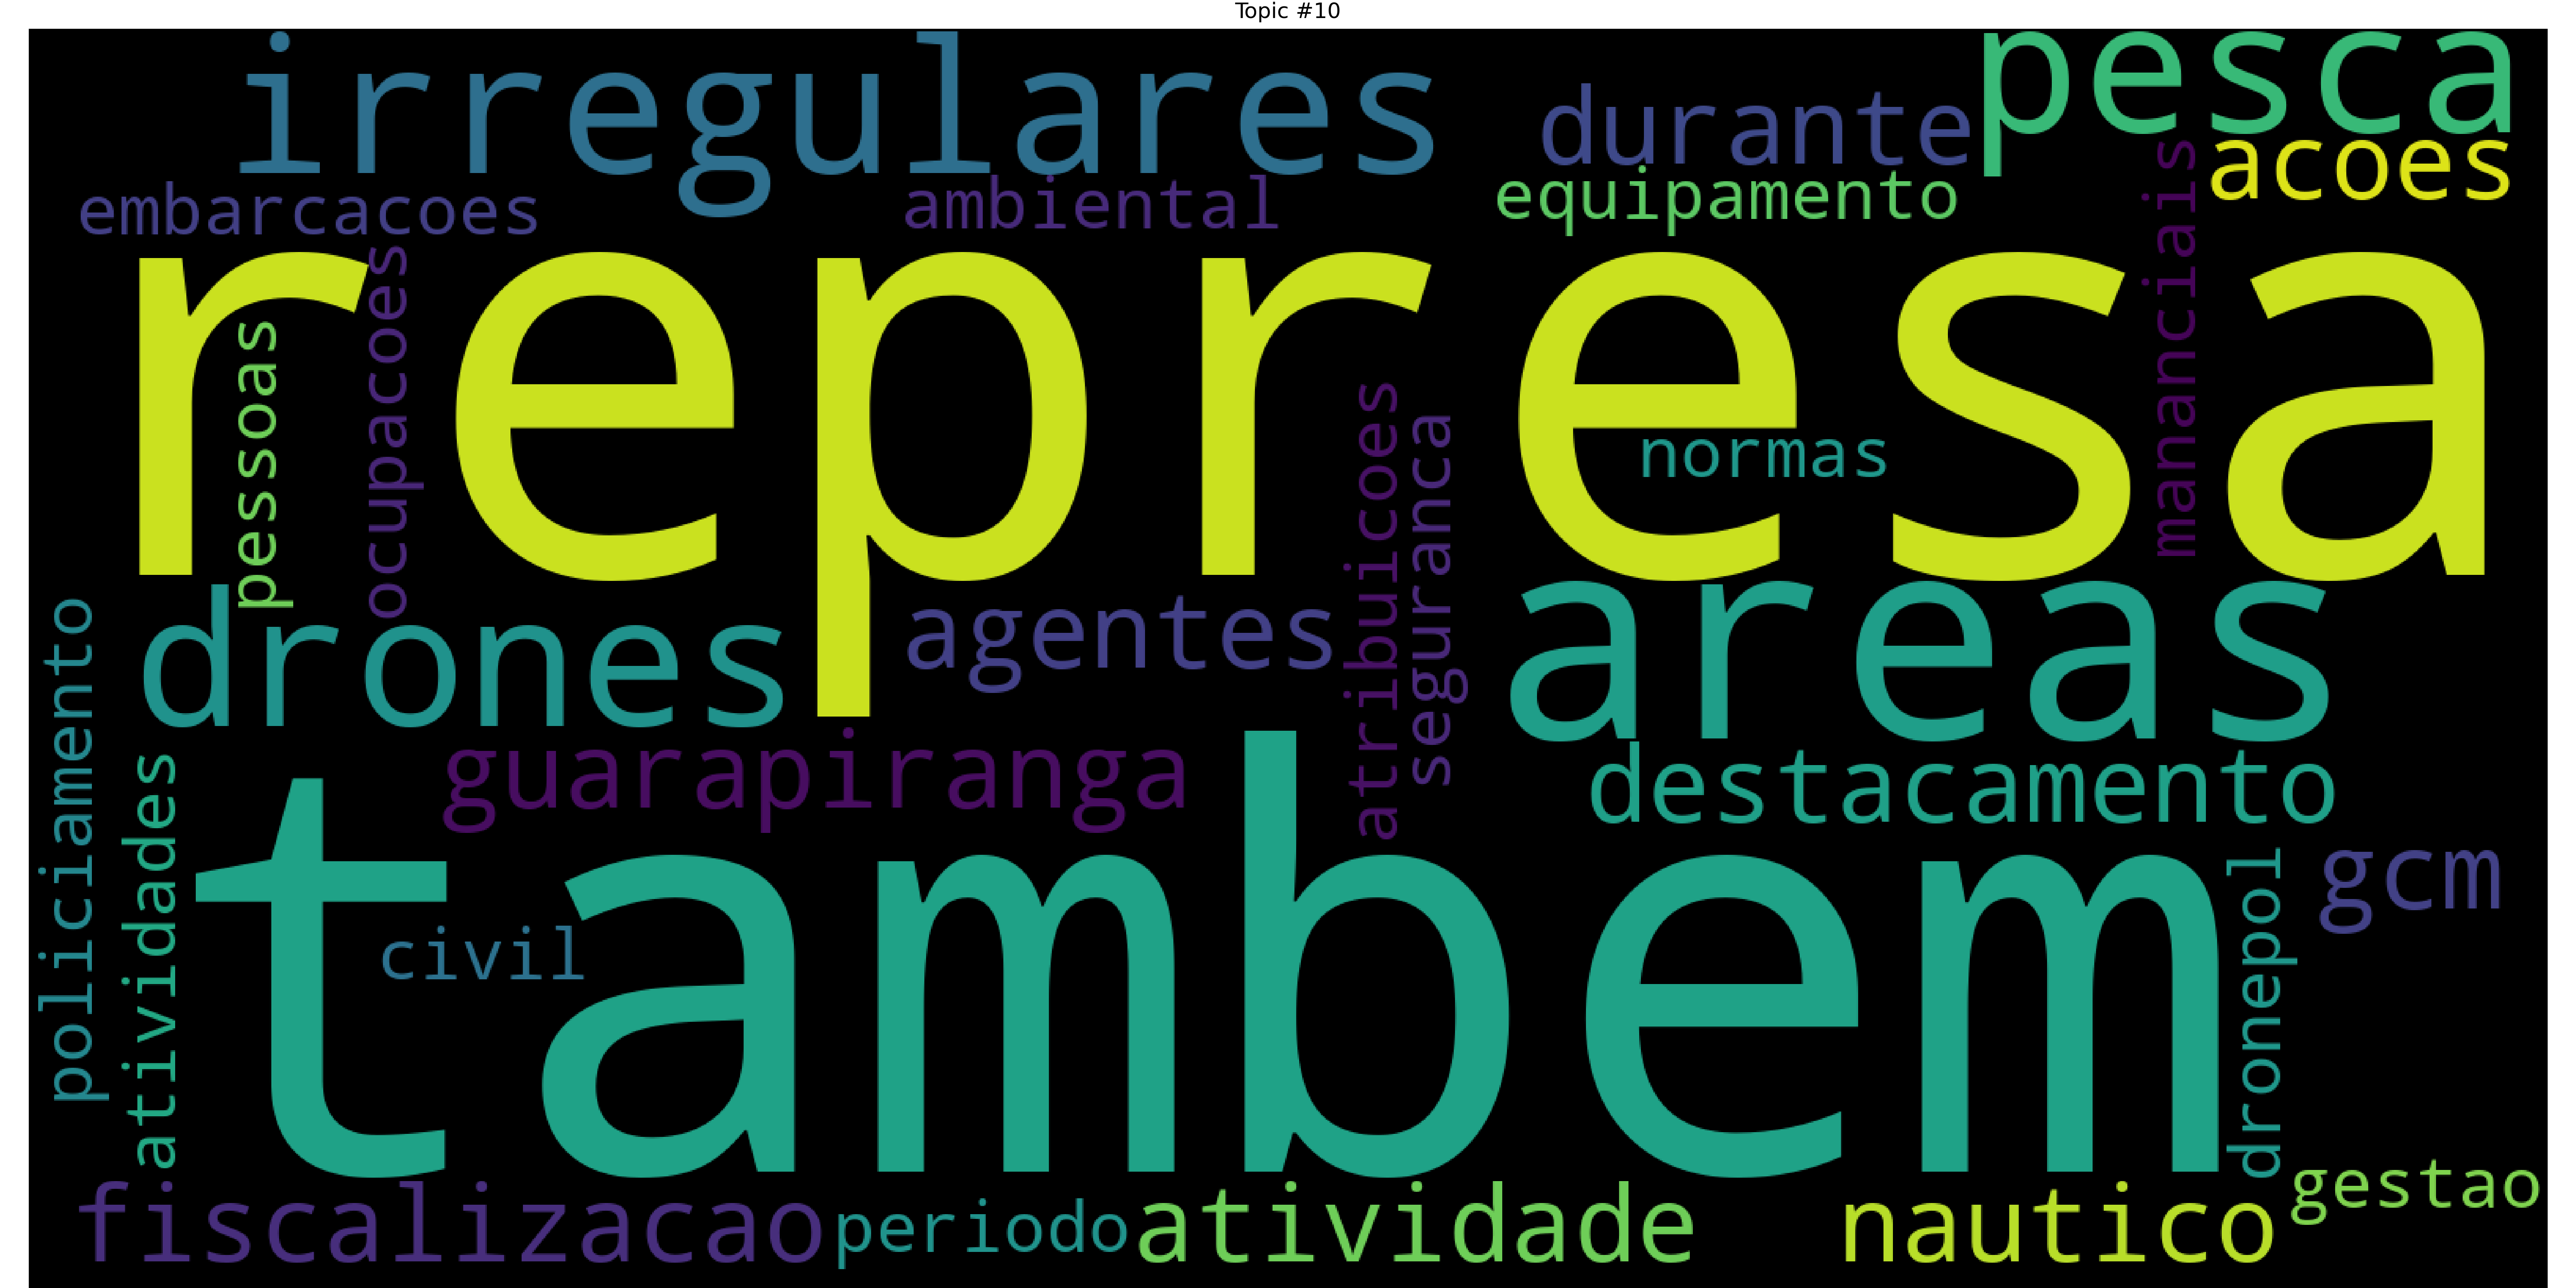 Topic #10
irregulares
pesca
durante
acoes
embarcacoes
ambiental
equipamento
mananciais
represa
pessoas
ocupacoes
normas
atribuicoes
seguranca
drones
agentes
areas
policiamento
guarapiranga
destacamento
atividades
tambem
civil
gcm
dronepol
fiscalizacao
periodo
atividade
nautico
gestao